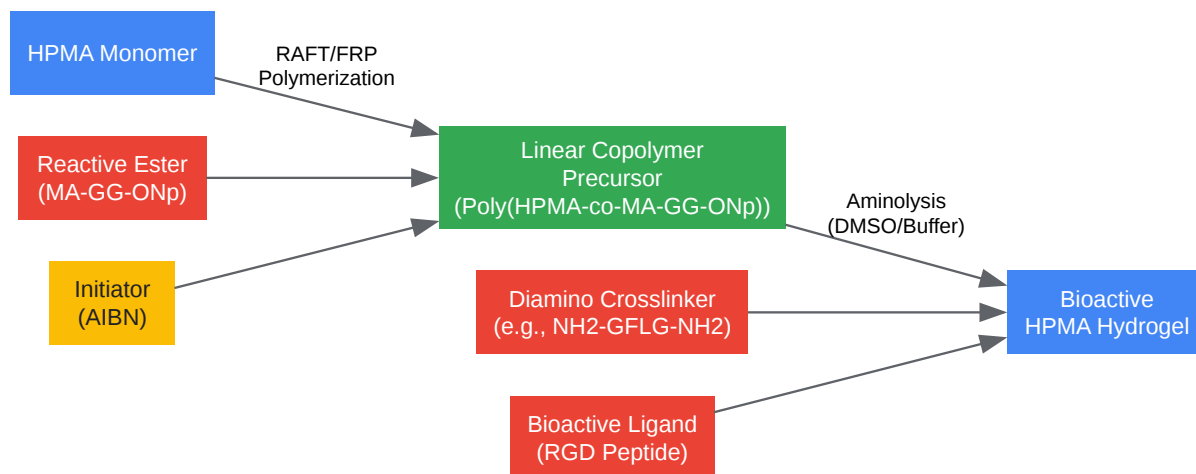 HPMA Monomer
RAFT/FRP
Polymerization
Reactive Ester
(MA-GG-ONp)
Linear Copolymer
Precursor
(Poly(HPMA-co-MA-GG-ONp))
Aminolysis
(DMSO/Buffer)
Initiator
(AIBN)
Diamino Crosslinker
(e.g., NH2-GFLG-NH2)
Bioactive
HPMA Hydrogel
Bioactive Ligand
(RGD Peptide)